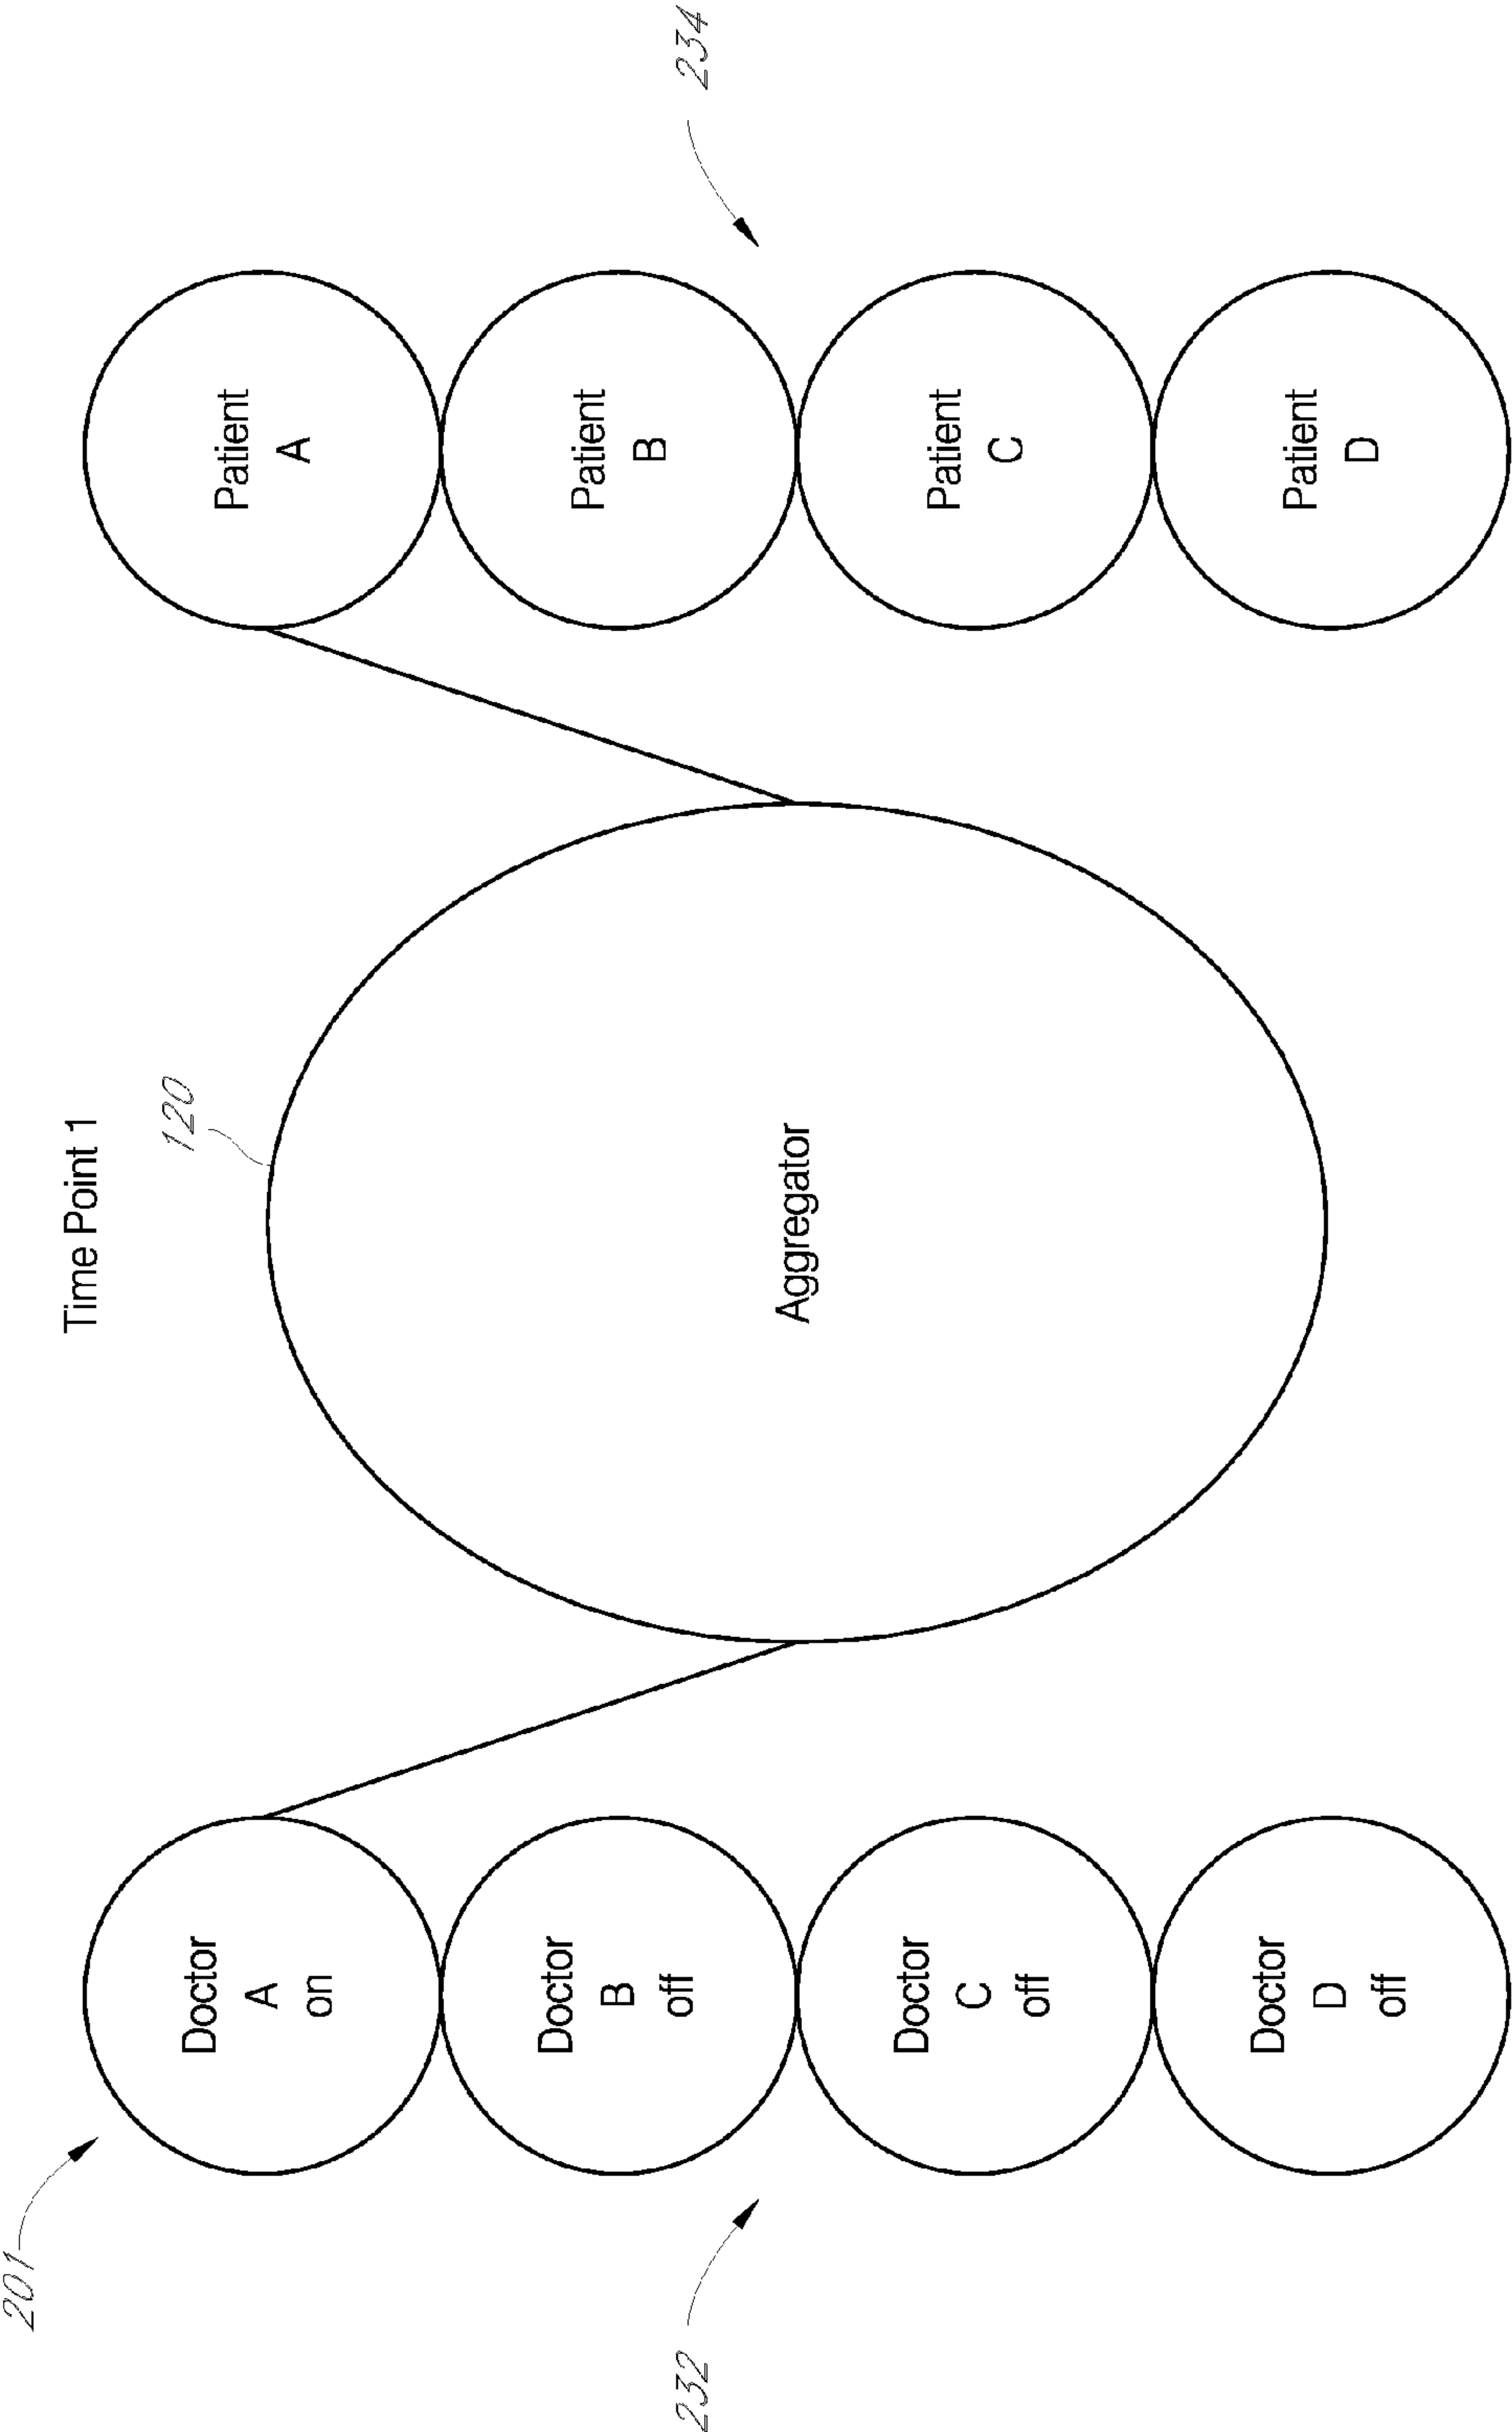 Time Point 1
201
120
Doctor
A
on
Patient
A
Doctor
B
off
Patient
B
232
234
Aggregator
Doctor
C
off
Patient
C
Doctor
D
off
Patient
D